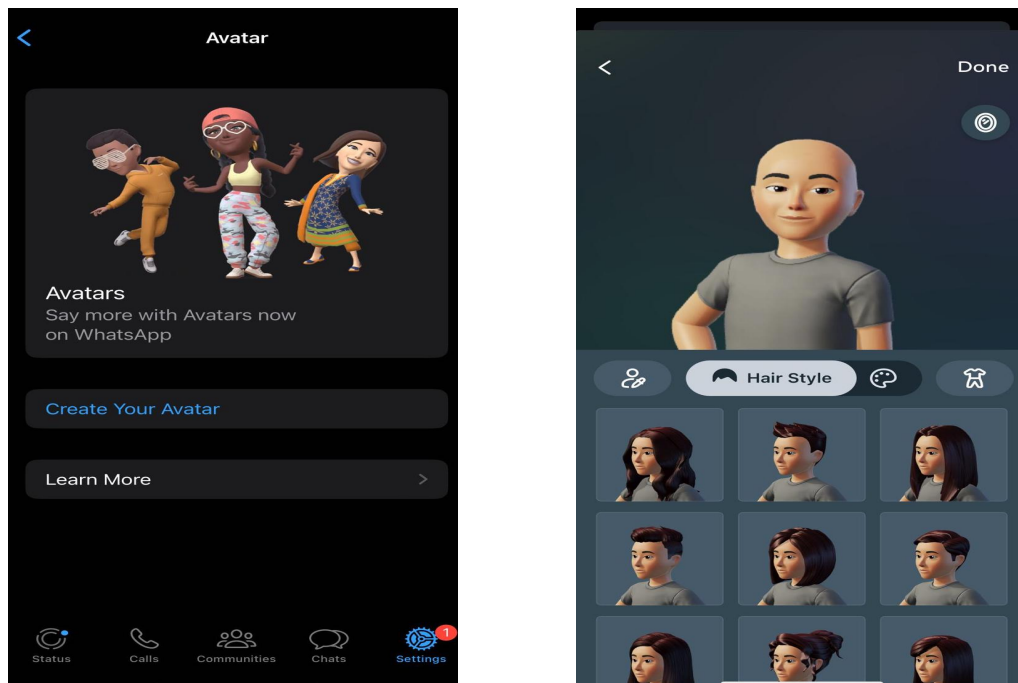 Avatar
Avatars
Say more with Avatars now
on WhatsApp
Create Your Avatar
Learn More
Status
Calls
Communities
Chats
Settings
1
Done
Hair Style